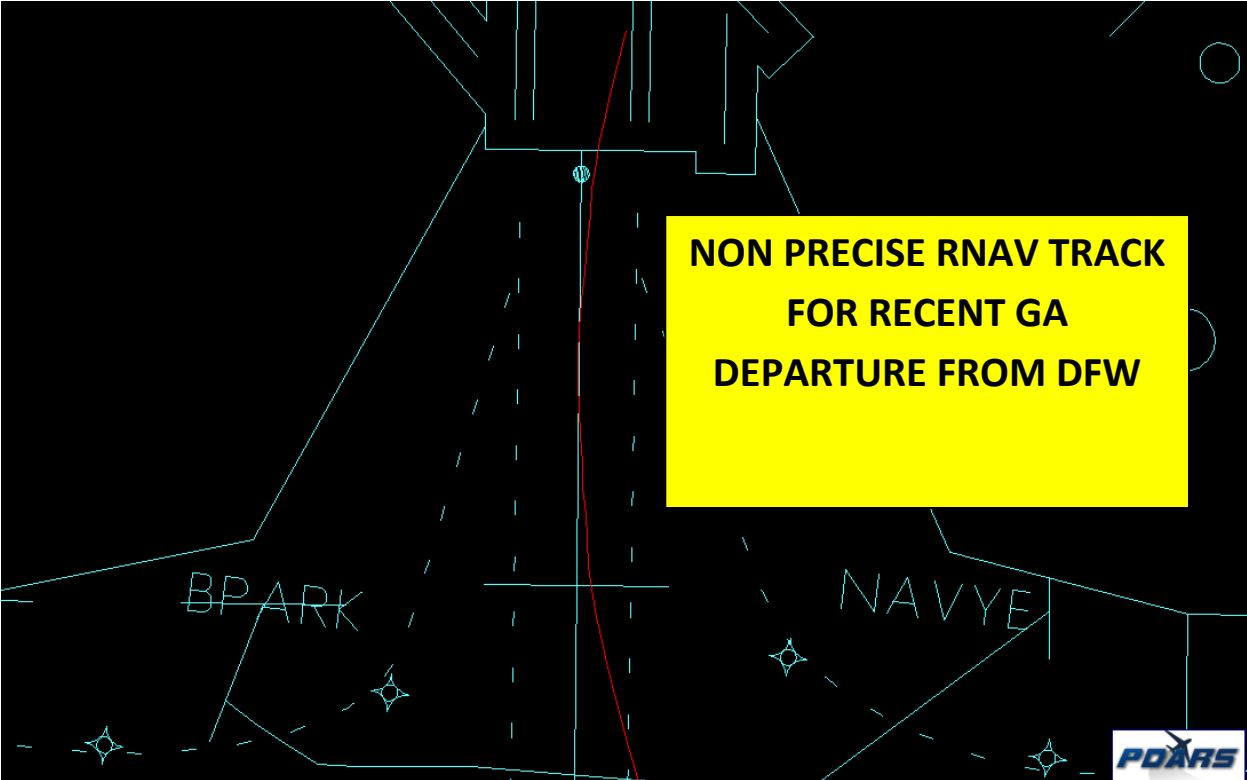 NON PRECISE RNAV TRACK
FOR RECENT GA
DEPARTURE FROM DFW
BPARK
NAVYE
PDARS